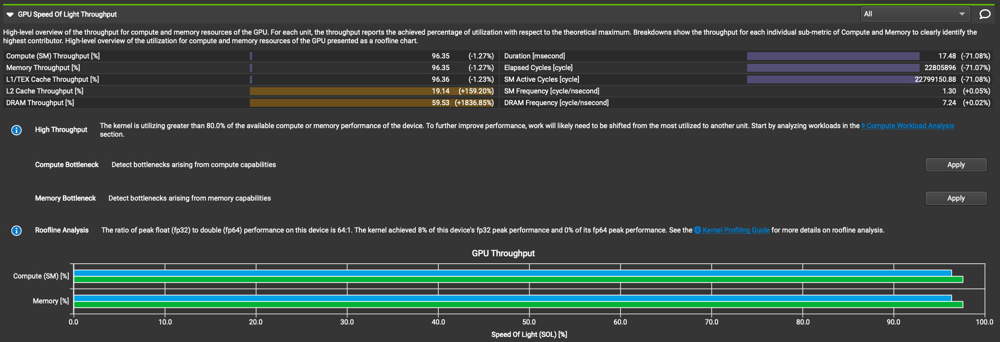 GPU Speed Of Light Throughput
All
High-level overview of the throughput for compute and memory resources of the GPU. For each unit, the throughput reports the achieved percentage of utilization with respect to the theoretical maximum. Breakdowns show the throughput for each individual sub-metric of Compute and Memory to clearly identify the
highest contributor. High-level overview of the utilization for compute and memory resources of the GPU presented as a roofline chart.
Compute (SM) Throughput [%] 96.35 (-1.27%) Duration [msecond] 17.48 (-71.08%)
Memory Throughput [%] 96.35 (-1.27%) Elapsed Cycles [cycle] 22805896 (-71.07%)
L1/TEX Cache Throughput [%] 96.36 (-1.23%) SM Active Cycles [cycle] 22799150.88 (-71.08%)
L2 Cache Throughput [%] 19.14 (+159.20%) SM Frequency [cycle/nsecond] 1.30 (+0.05%)
DRAM Throughput [%] 59.53 (+1836.85%) DRAM Frequency [cycle/nsecond] 7.24 (+0.02%)
High Throughput The kernel is utilizing greater than 80.0% of the available compute or memory performance of the device. To further improve performance, work will likely need to be shifted from the most utilized to another unit. Start by analyzing workloads in the Compute Workload Analysis
section.
Compute Bottleneck Detect bottlenecks arising from compute capabilities Apply
Memory Bottleneck Detect bottlenecks arising from memory capabilities Apply
Roofline Analysis The ratio of peak float (fp32) to double (fp64) performance on this device is 64:1. The kernel achieved 8% of this device's fp32 peak performance and 0% of its fp64 peak performance. See the Kernel Profiling Guide for more details on roofline analysis.
GPU Throughput
Compute (SM) [%]
Memory [%]
0.0 10.0 20.0 30.0 40.0 50.0 60.0 70.0 80.0 90.0 100.0
Speed Of Light (SOL) [%]